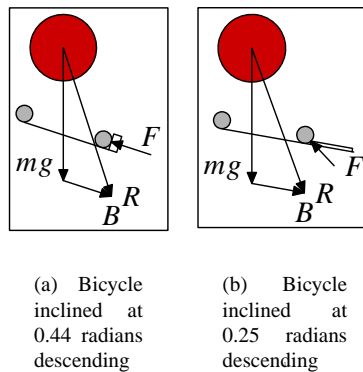 F
mg
R
B
F
mg
R
B
(a) Bicycle
inclined at
0.44 radians
descending
(b) Bicycle
inclined at
0.25 radians
descending